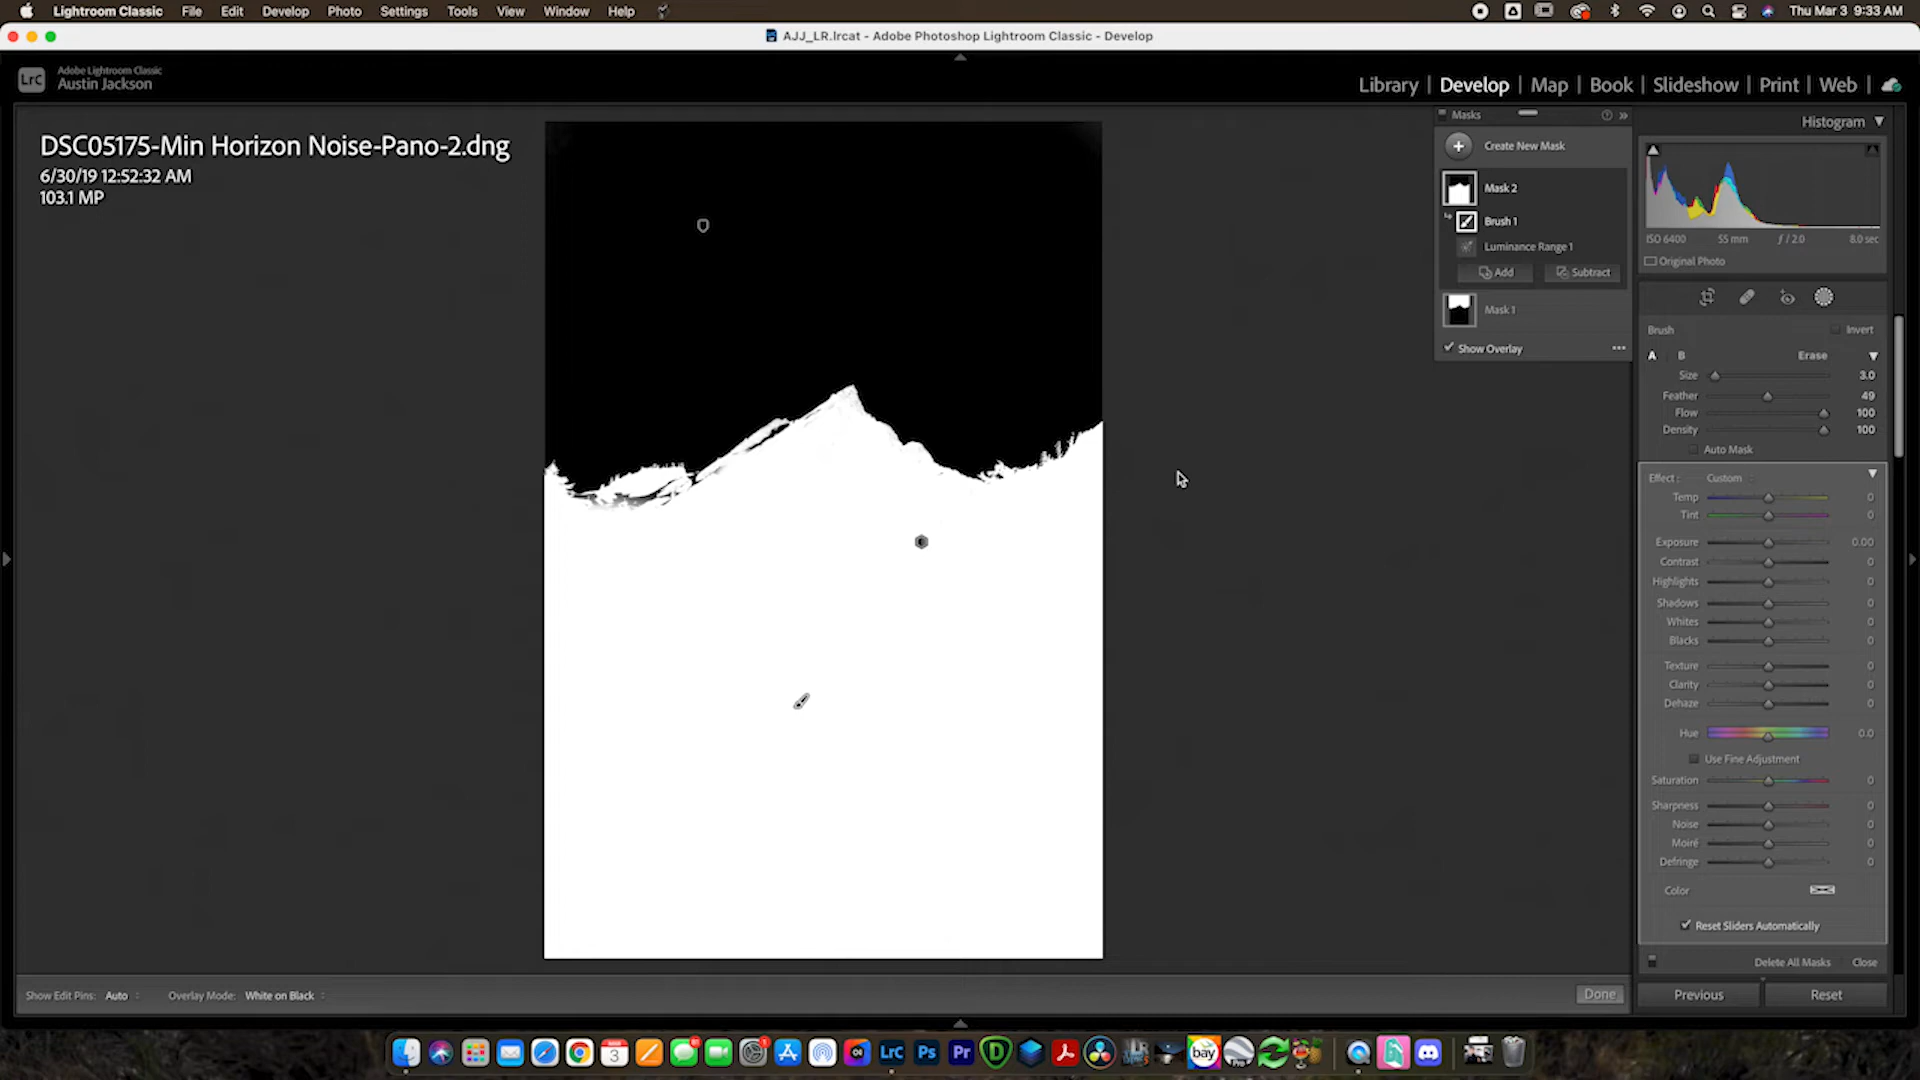 Lightroom Classic File Edit Develop Photo Settings Tools View Window Help Thu Mar 3 9:33 AM
AJJ_LR.lrcat - Adobe Photoshop Lightroom Classic - Develop
LrC Adobe Lightroom Classic
Austin Jackson
Library | Develop | Map | Book | Slideshow | Print | Web |
DSC05175-Min Horizon Noise-Pano-2.dng
6/30/19 12:52:32 AM
103.1 MP
Masks
Create New Mask
Mask 2
Brush 1
Luminance Range 1
Add Subtract
Mask 1
Show Overlay
Histogram
ISO 6400 55 mm ƒ / 2.0 8.0 sec
Original Photo
Brush Invert
A B Erase
Size 3.0
Feather 49
Flow 100
Density 100
Auto Mask
Effect : Custom
Temp 0
Tint 0
Exposure 0.00
Contrast 0
Highlights 0
Shadows 0
Whites 0
Blacks 0
Texture 0
Clarity 0
Dehaze 0
Hue 0.0
Use Fine Adjustment
Saturation 0
Sharpness 0
Noise 0
Moiré 0
Defringe 0
Color
Reset Sliders Automatically
Delete All Masks Close
Previous Reset
Show Edit Pins: Auto Overlay Mode: White on Black Done
3 LrC Ps Pr D bay